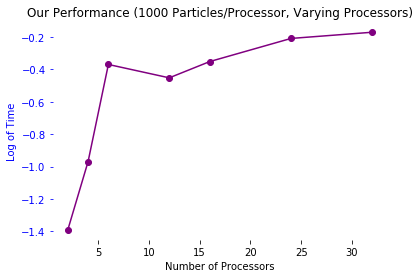 Our Performance (1000 Particles/Processor, Varying Processors)
−0.2
−0.4
−0.6
−0.8
−1.0
−1.2
−1.4
Log of Time
5 10 15 20 25 30
Number of Processors